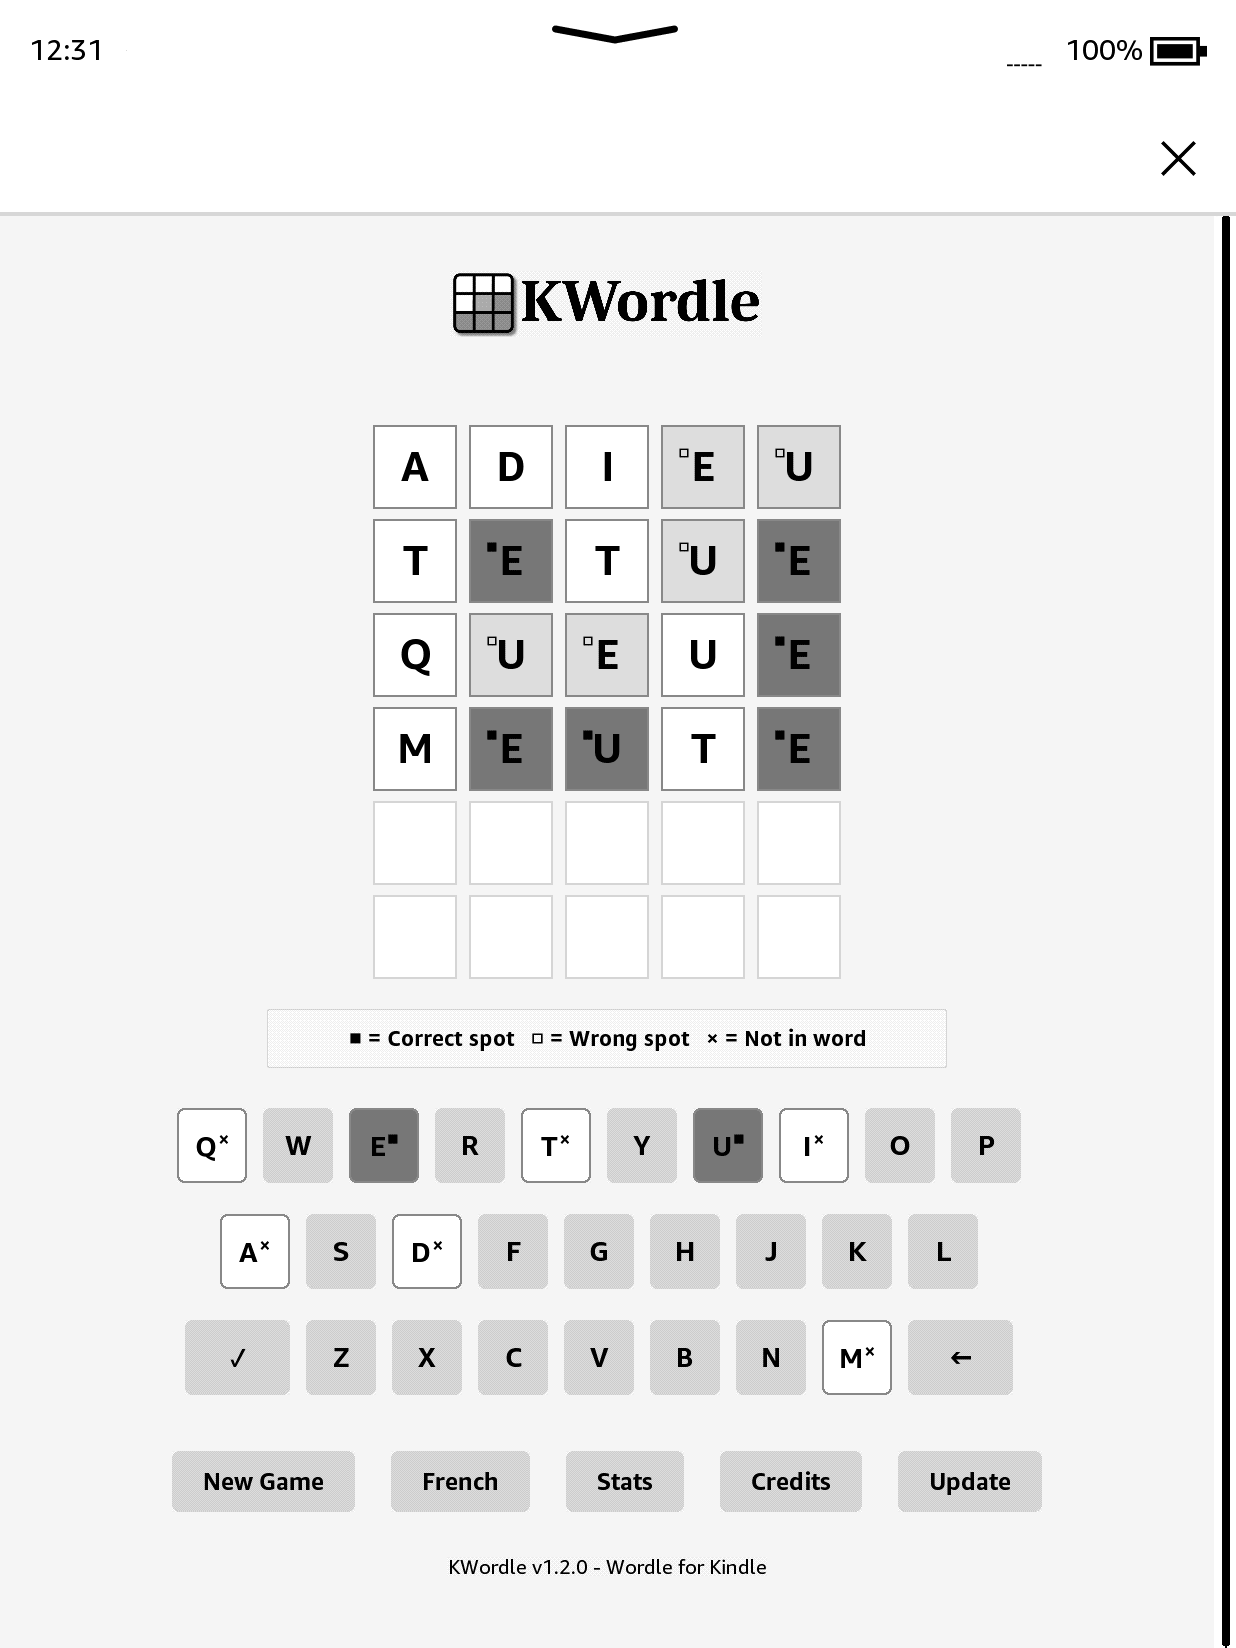 12:31 100%
KWordle
A D I E U
T E T U E
Q U E U E
M E U T E
■ = Correct spot □ = Wrong spot × = Not in word
Q× W E■ R T× Y U■ I× O P
A× S D× F G H J K L
✓ Z X C V B N M× ←
New Game French Stats Credits Update
KWordle v1.2.0 - Wordle for Kindle